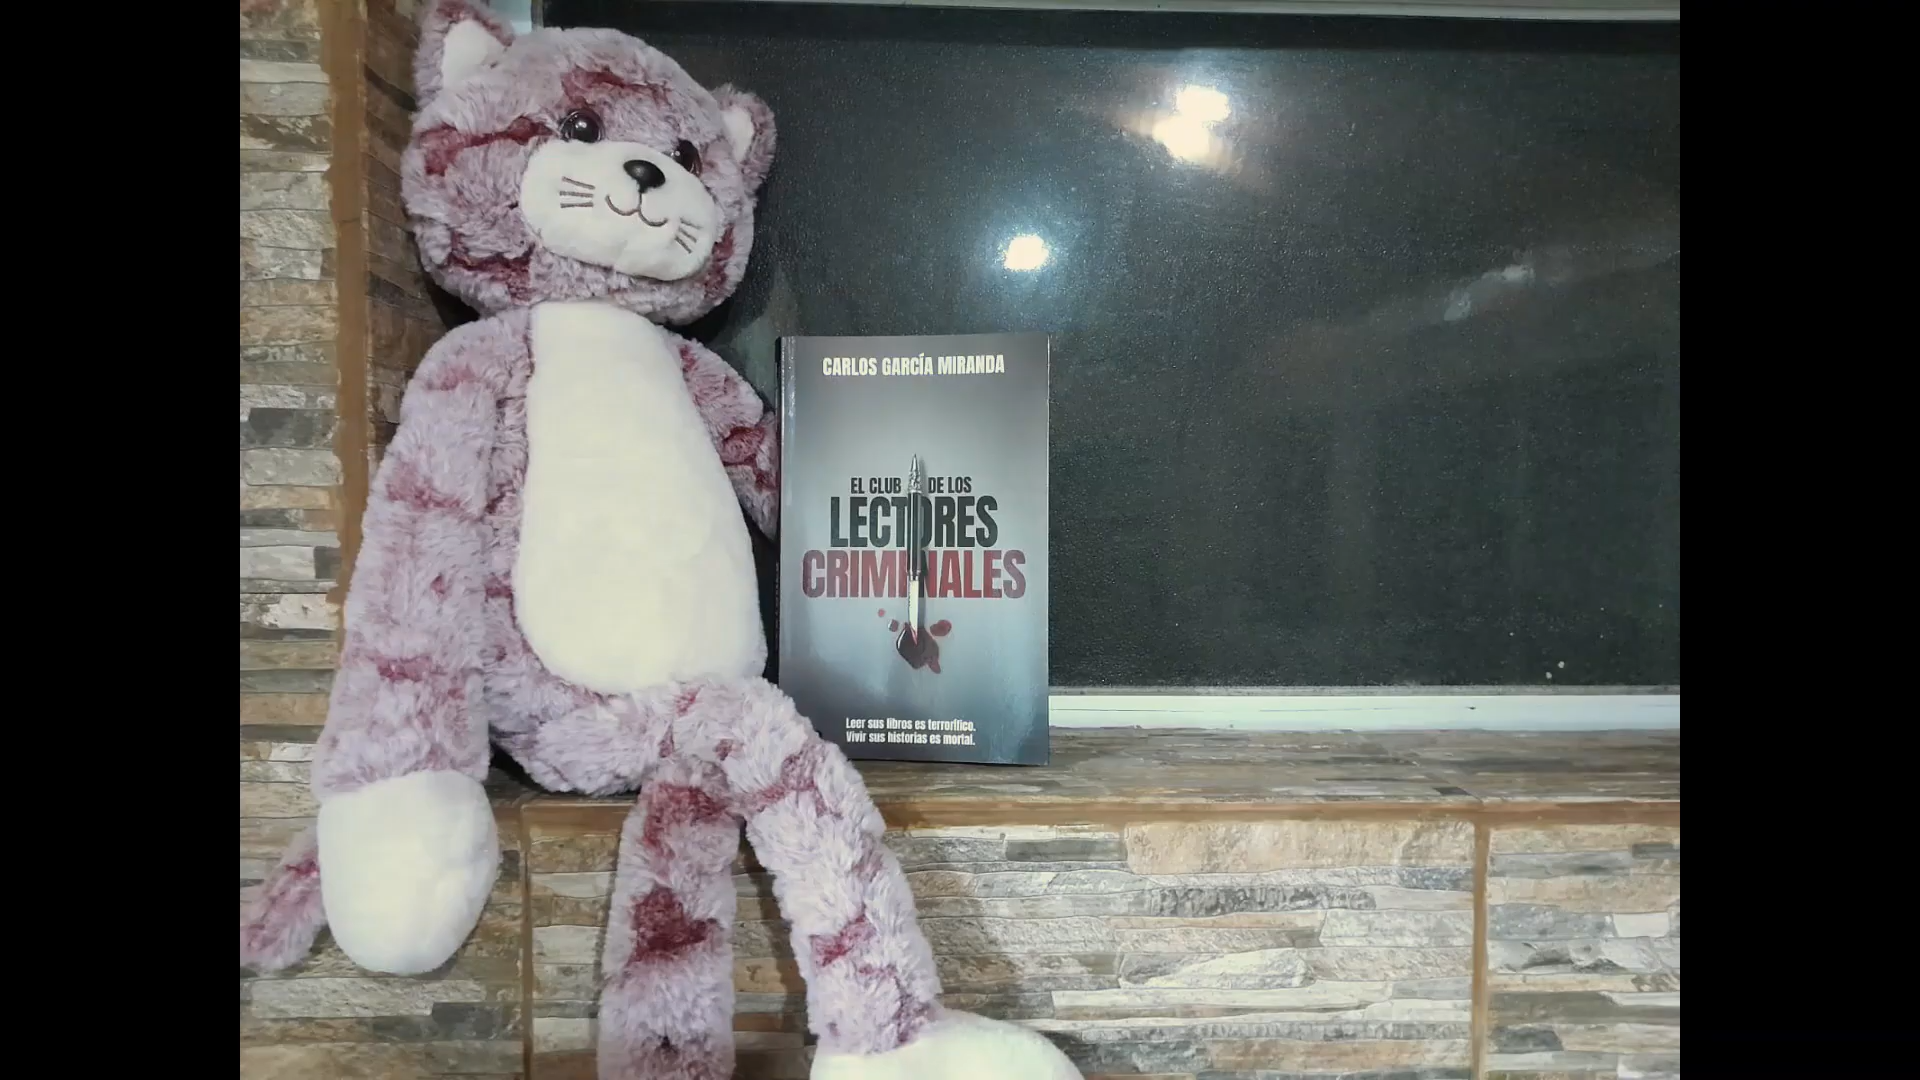 CARLOS GARCÍA MIRANDA
EL CLUB DE LOS
LECTORES
CRIMINALES
Leer sus libros es terrorífico.
Vivir sus historias es mortal.